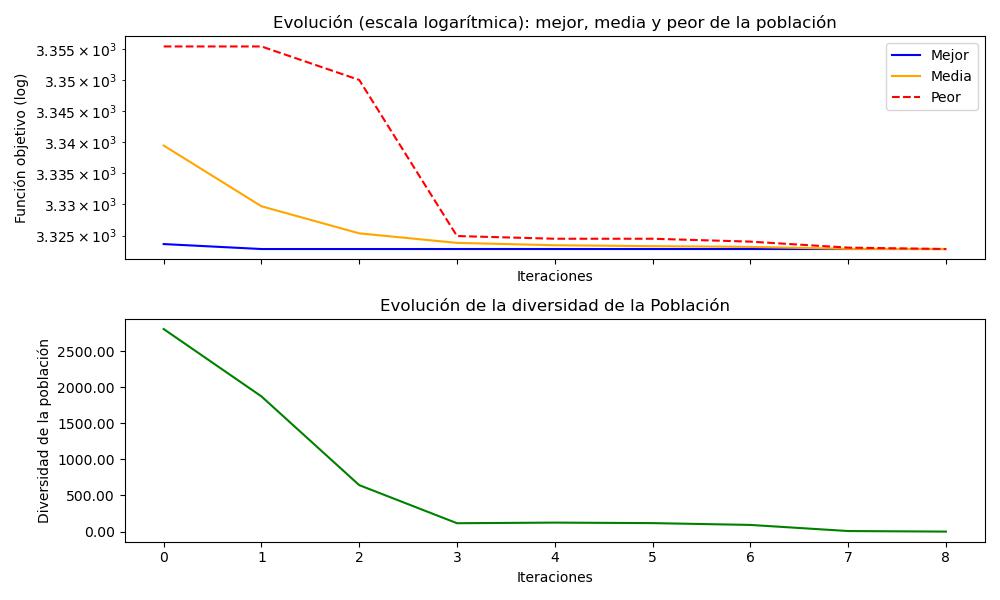 Evolución (escala logarítmica): mejor, media y peor de la población
Función objetivo (log)
3.355 × 10³
3.35 × 10³
3.345 × 10³
3.34 × 10³
3.335 × 10³
3.33 × 10³
3.325 × 10³
Mejor
Media
Peor
Iteraciones
Evolución de la diversidad de la Población
Diversidad de la población
2500.00
2000.00
1500.00
1000.00
500.00
0.00
0 1 2 3 4 5 6 7 8
Iteraciones